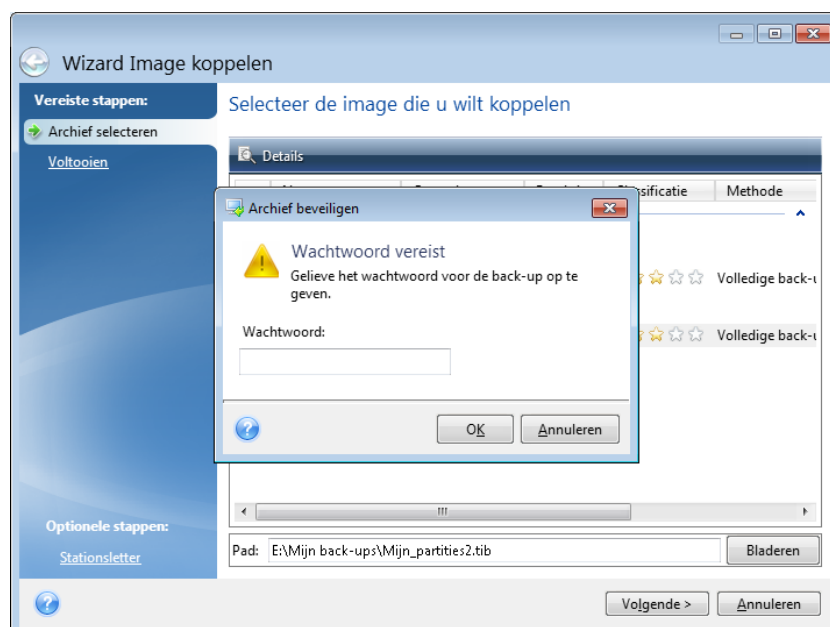 Wizard Image koppelen
Vereiste stappen:
Archief selecteren
Voltooien
Selecteer de image die u wilt koppelen
Details
Methode
Archief beveiligen
Wachtwoord vereist
Gelieve het wachtwoord voor de back-up op te
geven.
Wachtwoord:
OK
Annuleren
Volledige back-u
Volledige back-u
Optionele stappen:
Stationsletter
Pad: E:\Mijn back-ups\Mijn_partities2.tib
Bladeren
Volgende >
Annuleren